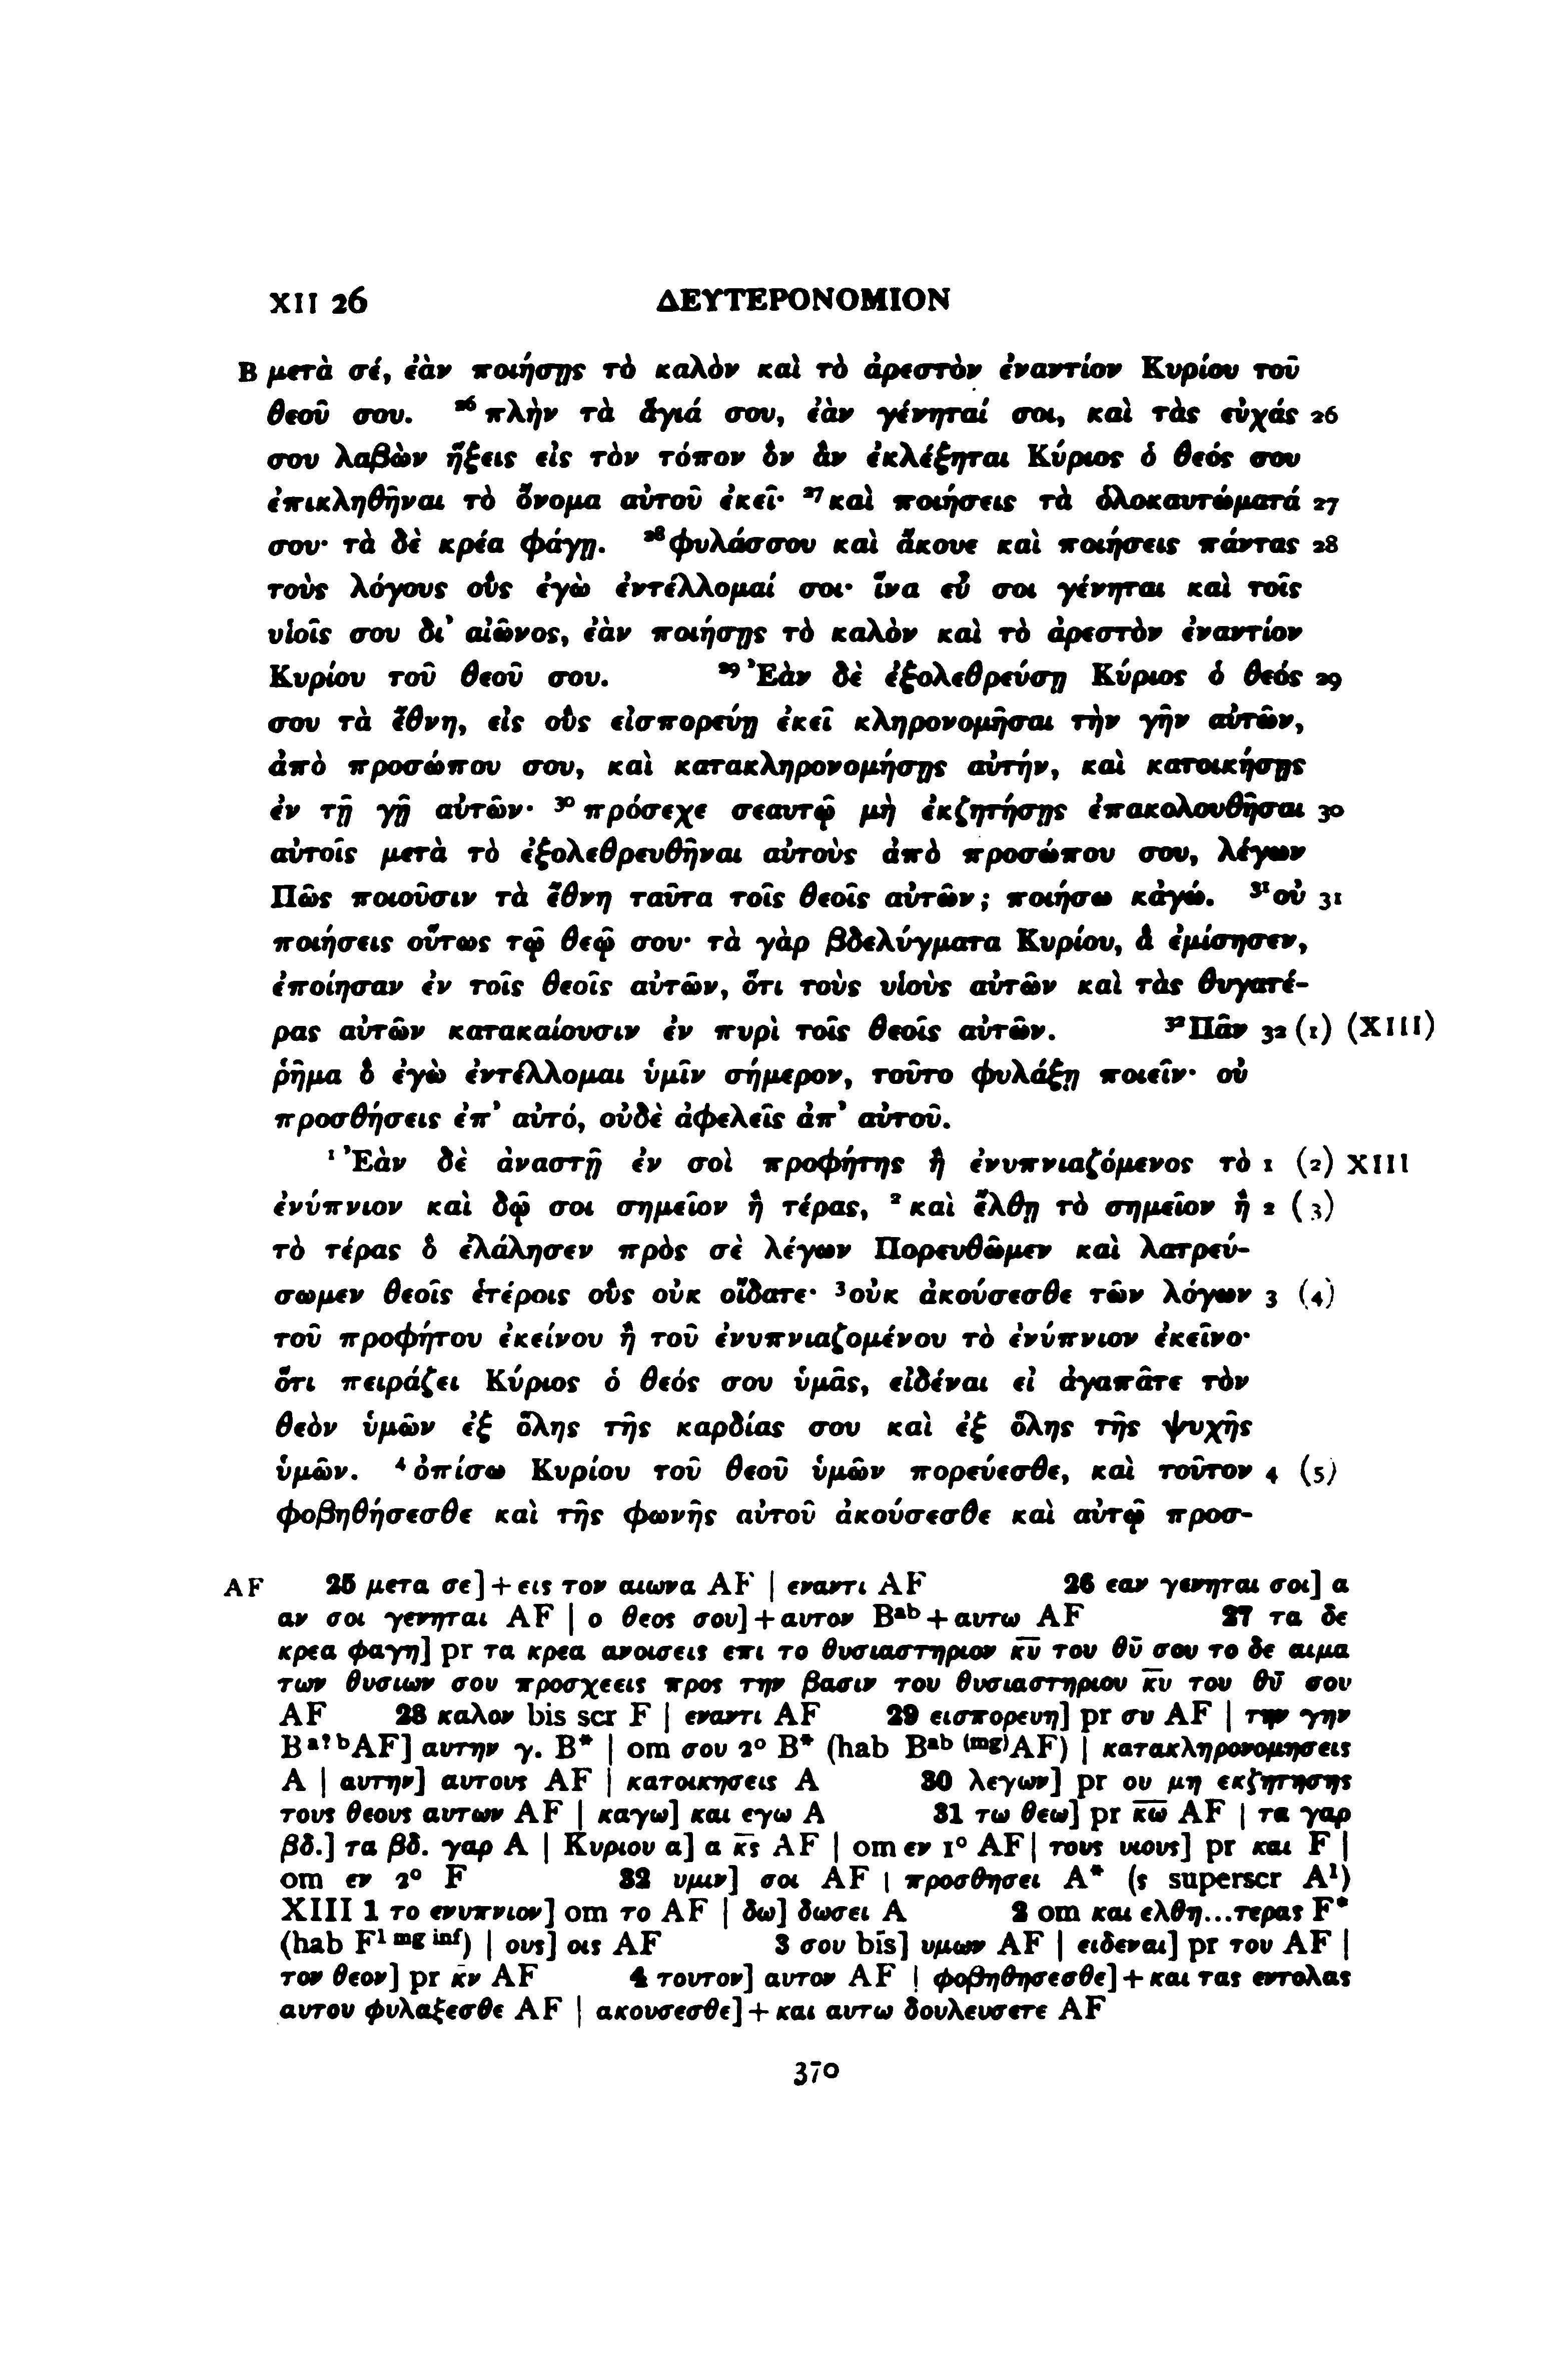 XII 26 ΔΕΥΤΕΡΟΝΟΜΙΟΝ
B μετὰ σέ, ἐὰν ποιήσῃς τὸ καλὸν καὶ τὸ ἀρεστὸν ἐναντίον Κυρίου τοῦ
θεοῦ σου. ²⁶πλὴν τὰ ἅγιά σου, ἐὰν γένηταί σοι, καὶ τὰς εὐχάς 26
σου λαβὼν ἥξεις εἰς τὸν τόπον ὃν ἂν ἐκλέξηται Κύριος ὁ θεός σου
ἐπικληθῆναι τὸ ὄνομα αὐτοῦ ἐκεῖ· ²⁷καὶ ποιήσεις τὰ ὁλοκαυτώματά 27
σου· τὰ δὲ κρέα φάγῃ. ²⁸φυλάσσου καὶ ἄκουε καὶ ποιήσεις πάντας 28
τοὺς λόγους οὓς ἐγὼ ἐντέλλομαί σοι· ἵνα εὖ σοι γένηται καὶ τοῖς
υἱοῖς σου δι᾽ αἰῶνος, ἐὰν ποιήσῃς τὸ καλὸν καὶ τὸ ἀρεστὸν ἐναντίον
Κυρίου τοῦ θεοῦ σου. ²⁹Ἐὰν δὲ ἐξολεθρεύσῃ Κύριος ὁ θεός 29
σου τὰ ἔθνη, εἰς οὓς εἰσπορεύῃ ἐκεῖ κληρονομῆσαι τὴν γῆν αὐτῶν,
ἀπὸ προσώπου σου, καὶ κατακληρονομήσῃς αὐτήν, καὶ κατοικήσῃς
ἐν τῇ γῇ αὐτῶν· ³⁰πρόσεχε σεαυτῷ μὴ ἐκζητήσῃς ἐπακολουθῆσαι 30
αὐτοῖς μετὰ τὸ ἐξολεθρευθῆναι αὐτοὺς ἀπὸ προσώπου σου, λέγων
Πῶς ποιοῦσιν τὰ ἔθνη ταῦτα τοῖς θεοῖς αὐτῶν; ποιήσω κἀγώ. ³¹οὐ 31
ποιήσεις οὕτως τῷ θεῷ σου· τὰ γὰρ βδελύγματα Κυρίου, ἃ ἐμίσησεν,
ἐποίησαν ἐν τοῖς θεοῖς αὐτῶν, ὅτι τοὺς υἱοὺς αὐτῶν καὶ τὰς θυγατέ-
ρας αὐτῶν κατακαίουσιν ἐν πυρὶ τοῖς θεοῖς αὐτῶν. ³²Πᾶν 32 (1) (XIII)
ῥῆμα ὃ ἐγὼ ἐντέλλομαι ὑμῖν σήμερον, τοῦτο φυλάξῃ ποιεῖν· οὐ
προσθήσεις ἐπ᾽ αὐτό, οὐδὲ ἀφελεῖς ἀπ᾽ αὐτοῦ.
¹Ἐὰν δὲ ἀναστῇ ἐν σοὶ προφήτης ἢ ἐνυπνιαζόμενος τὸ 1 (2) XIII
ἐνύπνιον καὶ δῷ σοι σημεῖον ἢ τέρας, ²καὶ ἔλθῃ τὸ σημεῖον ἢ 2 (3)
τὸ τέρας ὃ ἐλάλησεν πρὸς σὲ λέγων Πορευθῶμεν καὶ λατρεύ-
σωμεν θεοῖς ἑτέροις οὓς οὐκ οἴδατε· ³οὐκ ἀκούσεσθε τῶν λόγων 3 (4)
τοῦ προφήτου ἐκείνου ἢ τοῦ ἐνυπνιαζομένου τὸ ἐνύπνιον ἐκεῖνο·
ὅτι πειράζει Κύριος ὁ θεός σου ὑμᾶς, εἰδέναι εἰ ἀγαπᾶτε τὸν
θεὸν ὑμῶν ἐξ ὅλης τῆς καρδίας σου καὶ ἐξ ὅλης τῆς ψυχῆς
ὑμῶν. ⁴ὀπίσω Κυρίου τοῦ θεοῦ ὑμῶν πορεύεσθε, καὶ τοῦτον 4 (5)
φοβηθήσεσθε καὶ τῆς φωνῆς αὐτοῦ ἀκούσεσθε καὶ αὐτῷ προσ-
AF 25 μετα σε] + εις τον αιωνα AF | εναντι AF 26 εαν γενηται σοι] α
αν σοι γενηται AF | ο θεος σου] + αυτον Bᵃᵇ + αυτω AF 27 τα δε
κρεα φαγη] pr τα κρεα ανοισεις επι το θυσιαστηριον κ̅υ̅ του θ̅υ̅ σου το δε αιμα
των θυσιων σου προσχεεις προς την βασιν του θυσιαστηριου κ̅υ̅ του θ̅υ̅ σου
AF 28 καλον bis scr F | εναντι AF 29 εισπορευη] pr συ AF | την γην
Bᵃ?ᵇAF] αυτην γ. B* | om σου 2° B* (hab Bᵃᵇ ⁽ᵐᵍ⁾AF) | κατακληρονομησεις
A | αυτην] αυτους AF | κατοικησεις A 30 λεγων] pr ου μη εκζητησης
τους θεους αυτων AF | καγω] και εγω A 31 τω θεω] pr κ̅ω̅ AF | τα γαρ
βδ.] τα βδ. γαρ A | Κυριου α] α κ̅ς̅ AF | om εν 1° AF | τους υιους] pr και F |
om εν 2° F 32 υμιν] σοι AF | προσθησει A* (ς superscr A¹)
XIII 1 το ενυπνιον] om το AF | δω] δωσει A 2 om και ελθη...τερας F*
(hab F¹ ᵐᵍ ⁱⁿᶠ) | ους] οις AF 3 σου bis] υμων AF | ειδεναι] pr του AF |
τον θεον] pr κ̅ν̅ AF 4 τουτον] αυτον AF | φοβηθησεσθε] + και τας εντολας
αυτου φυλαξεσθε AF | ακουσεσθε] + και αυτω δουλευσετε AF
370